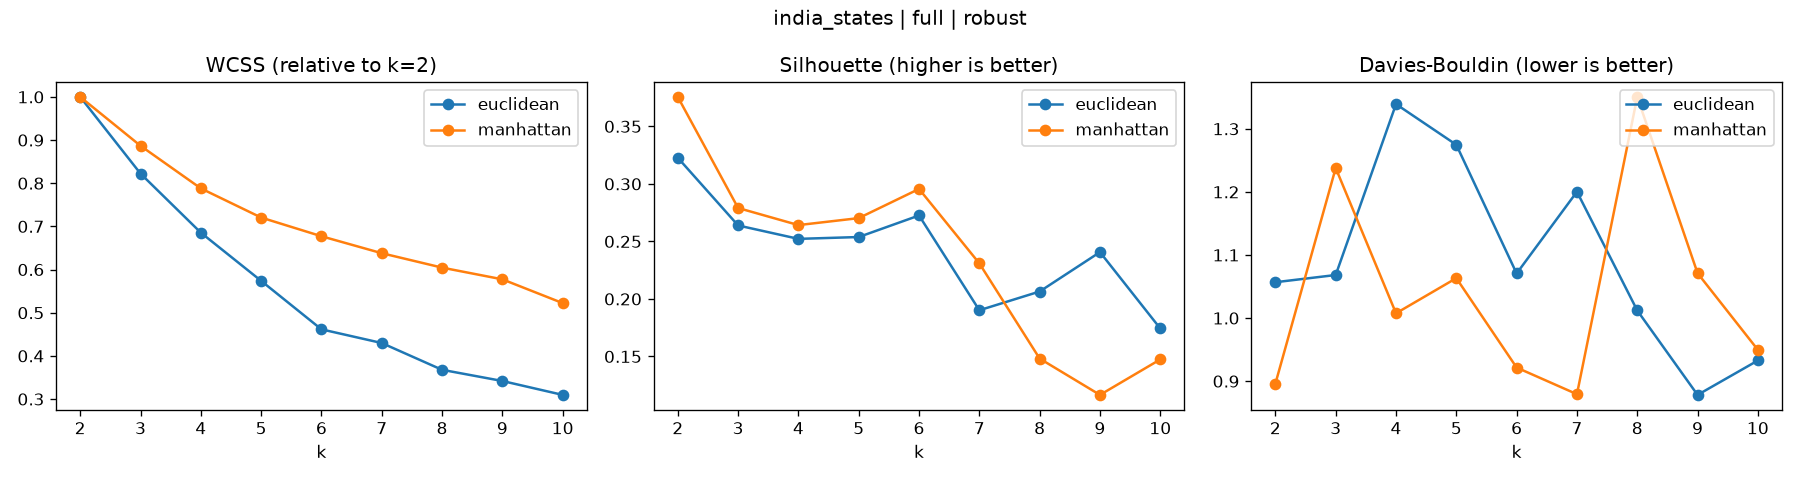 india_states | full | robust
WCSS (relative to k=2)
1.0
0.9
0.8
0.7
0.6
0.5
0.4
0.3
euclidean
manhattan
2 3 4 5 6 7 8 9 10
k
Silhouette (higher is better)
0.35
0.30
0.25
0.20
0.15
euclidean
manhattan
2 3 4 5 6 7 8 9 10
k
Davies-Bouldin (lower is better)
1.3
1.2
1.1
1.0
0.9
euclidean
manhattan
2 3 4 5 6 7 8 9 10
k